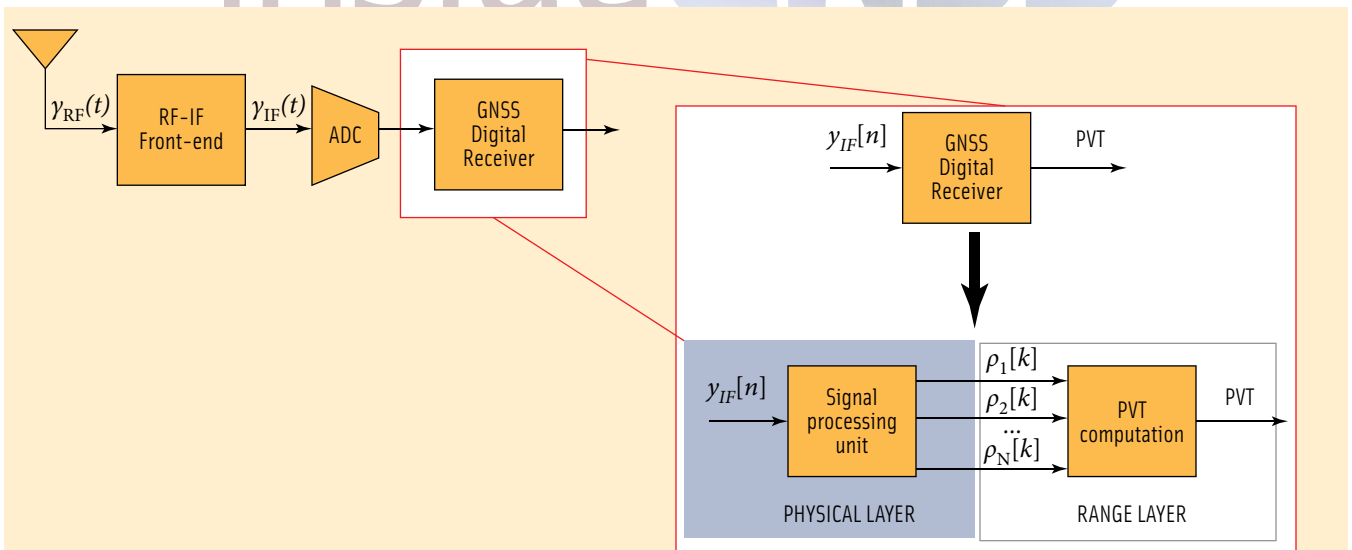 y_RF(t)
RF-IF
Front-end
y_IF(t)
ADC
GNSS
Digital
Receiver
y_IF[n]
GNSS
Digital
Receiver
PVT
y_IF[n]
Signal
processing
unit
ρ_1[k]
ρ_2[k]
...
ρ_N[k]
PVT
computation
PVT
PHYSICAL LAYER
RANGE LAYER